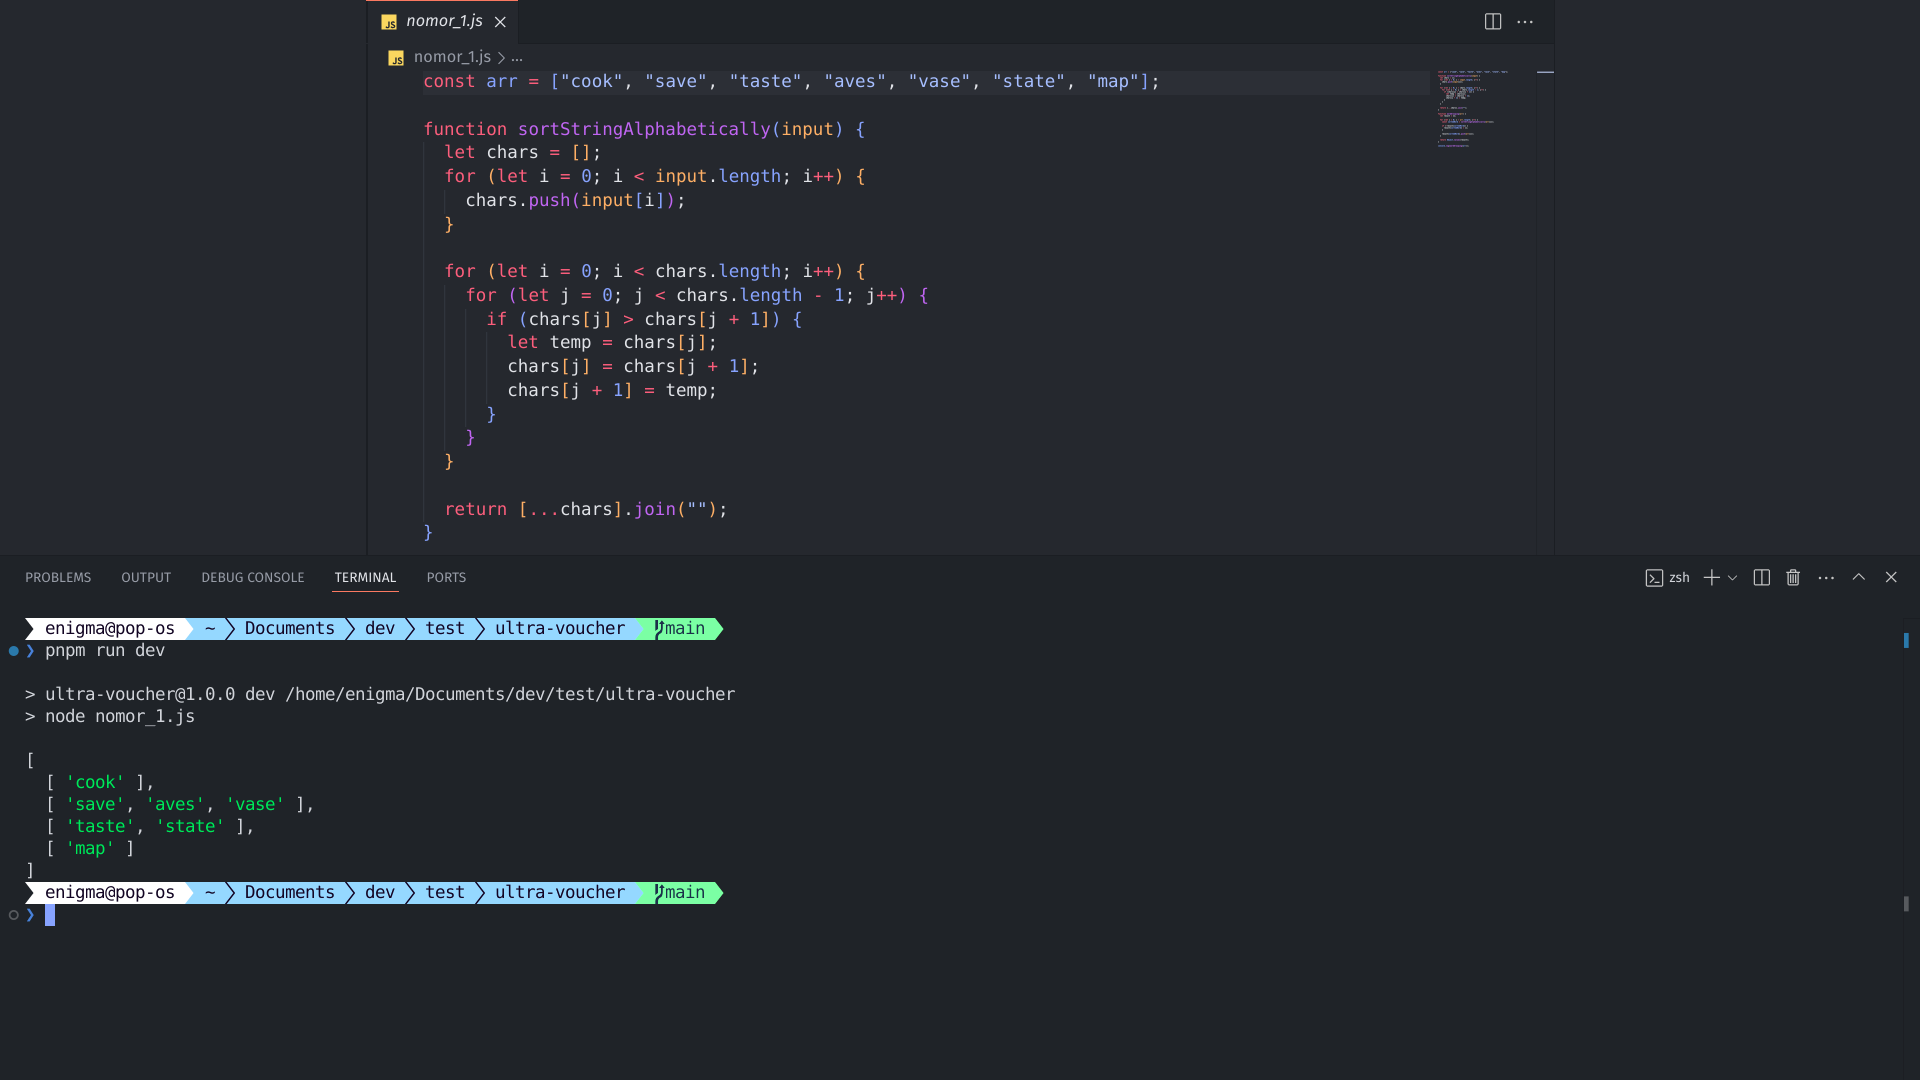 nomor_1.js
nomor_1.js > ...
const arr = ["cook", "save", "taste", "aves", "vase", "state", "map"];
function sortStringAlphabetically(input) {
let chars = [];
for (let i = 0; i < input.length; i++) {
chars.push(input[i]);
}
for (let i = 0; i < chars.length; i++) {
for (let j = 0; j < chars.length - 1; j++) {
if (chars[j] > chars[j + 1]) {
let temp = chars[j];
chars[j] = chars[j + 1];
chars[j + 1] = temp;
}
}
}
return [...chars].join("");
}
PROBLEMS OUTPUT DEBUG CONSOLE TERMINAL PORTS zsh
enigma@pop-os ~ Documents dev test ultra-voucher main
❯ pnpm run dev
> ultra-voucher@1.0.0 dev /home/enigma/Documents/dev/test/ultra-voucher
> node nomor_1.js
[
[ 'cook' ],
[ 'save', 'aves', 'vase' ],
[ 'taste', 'state' ],
[ 'map' ]
]
enigma@pop-os ~ Documents dev test ultra-voucher main
❯